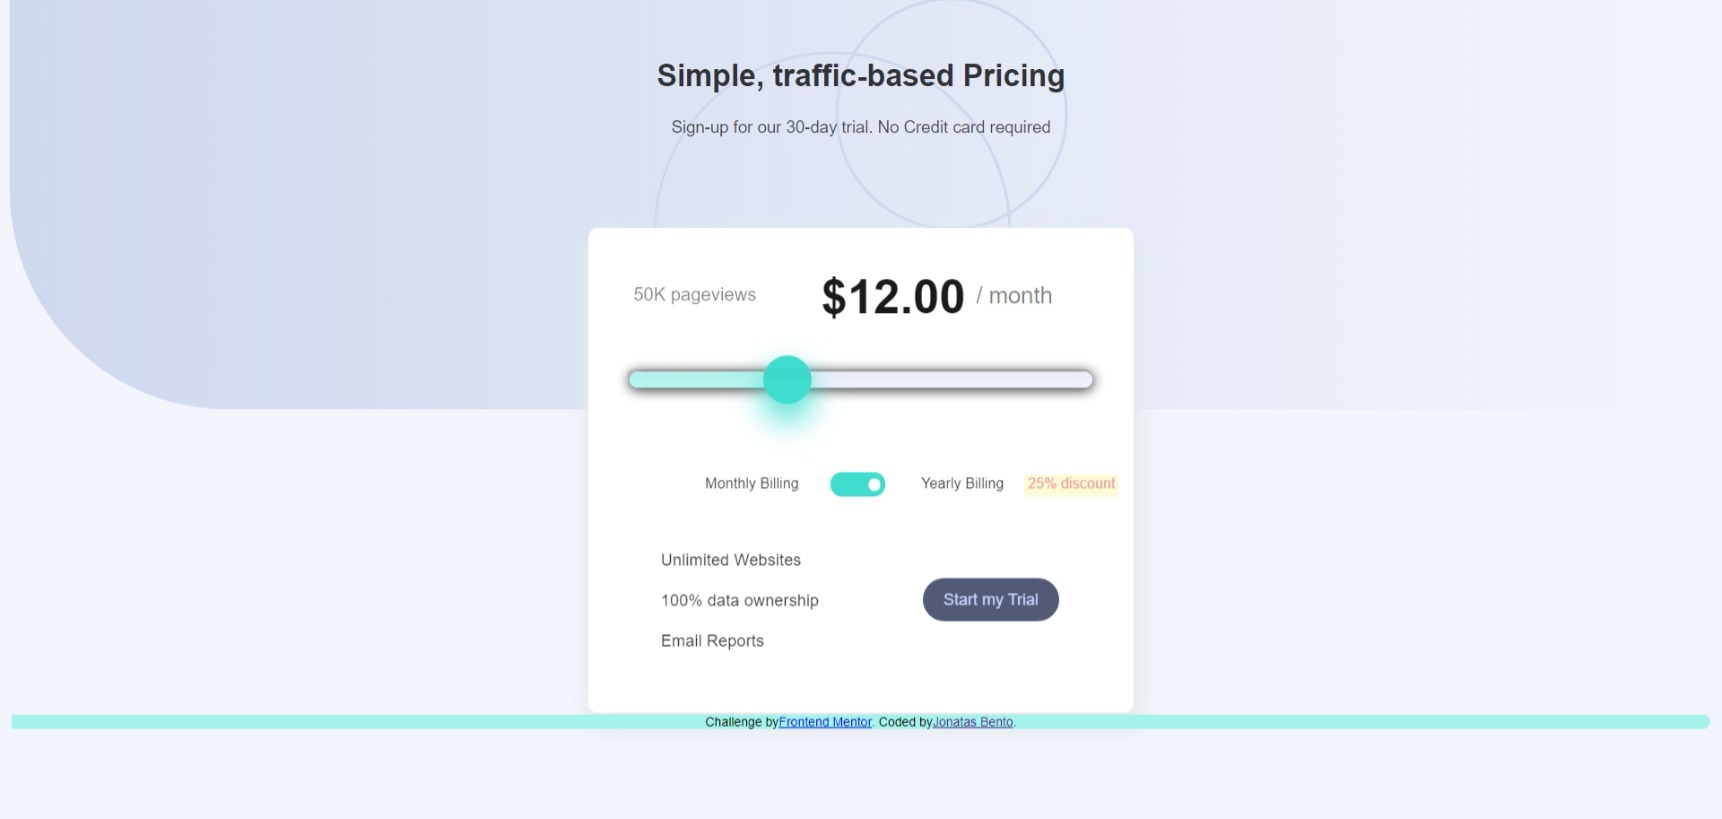 Simple, traffic-based Pricing
Sign-up for our 30-day trial. No Credit card required
50K pageviews
$12.00 / month
Monthly Billing
Yearly Billing
25% discount
Unlimited Websites
100% data ownership
Email Reports
Start my Trial
Challenge byFrontend Mentor. Coded byJonatas Bento.